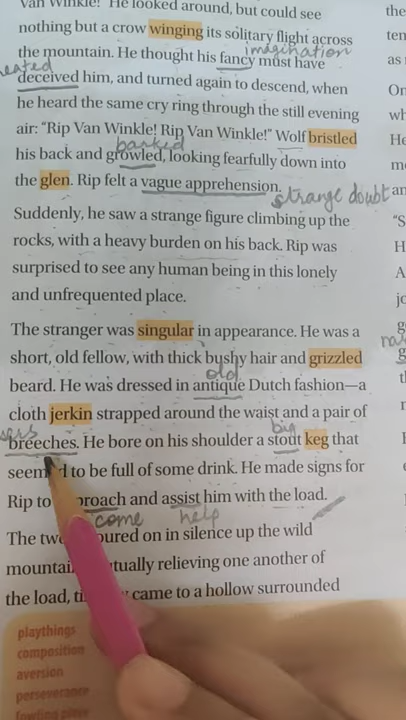 van Winkle! He looked around, but could see
nothing but a crow winging its solitary flight across
imagination
the mountain. He thought his fancy must have
deceived him, and turned again to descend, when
he heard the same cry ring through the still evening
air: "Rip Van Winkle! Rip Van Winkle!" Wolf bristled
barked
his back and growled, looking fearfully down into
the glen. Rip felt a vague apprehension.
strange doubt
Suddenly, he saw a strange figure climbing up the
rocks, with a heavy burden on his back. Rip was
surprised to see any human being in this lonely
and unfrequented place.
The stranger was singular in appearance. He was a
short, old fellow, with thick bushy hair and grizzled
old
beard. He was dressed in antique Dutch fashion—a
cloth jerkin strapped around the waist and a pair of
big
breeches. He bore on his shoulder a stout keg that
seem d to be full of some drink. He made signs for
Rip to roach and assist him with the load.
come help
The tw oured on in silence up the wild
mountai tually relieving one another of
the load, ti came to a hollow surrounded
playthings
composition
aversion
perseverance
fowling piece